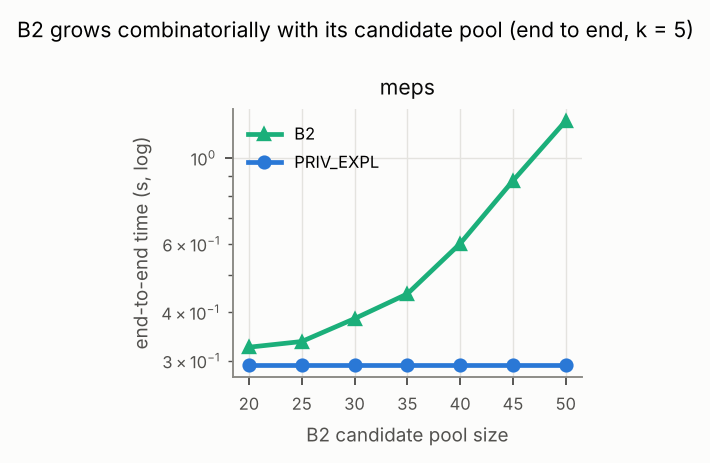 B2 grows combinatorially with its candidate pool (end to end, k = 5)
meps
B2
PRIV_EXPL
end-to-end time (s, log)
10⁰
6 × 10⁻¹
4 × 10⁻¹
3 × 10⁻¹
20 25 30 35 40 45 50
B2 candidate pool size